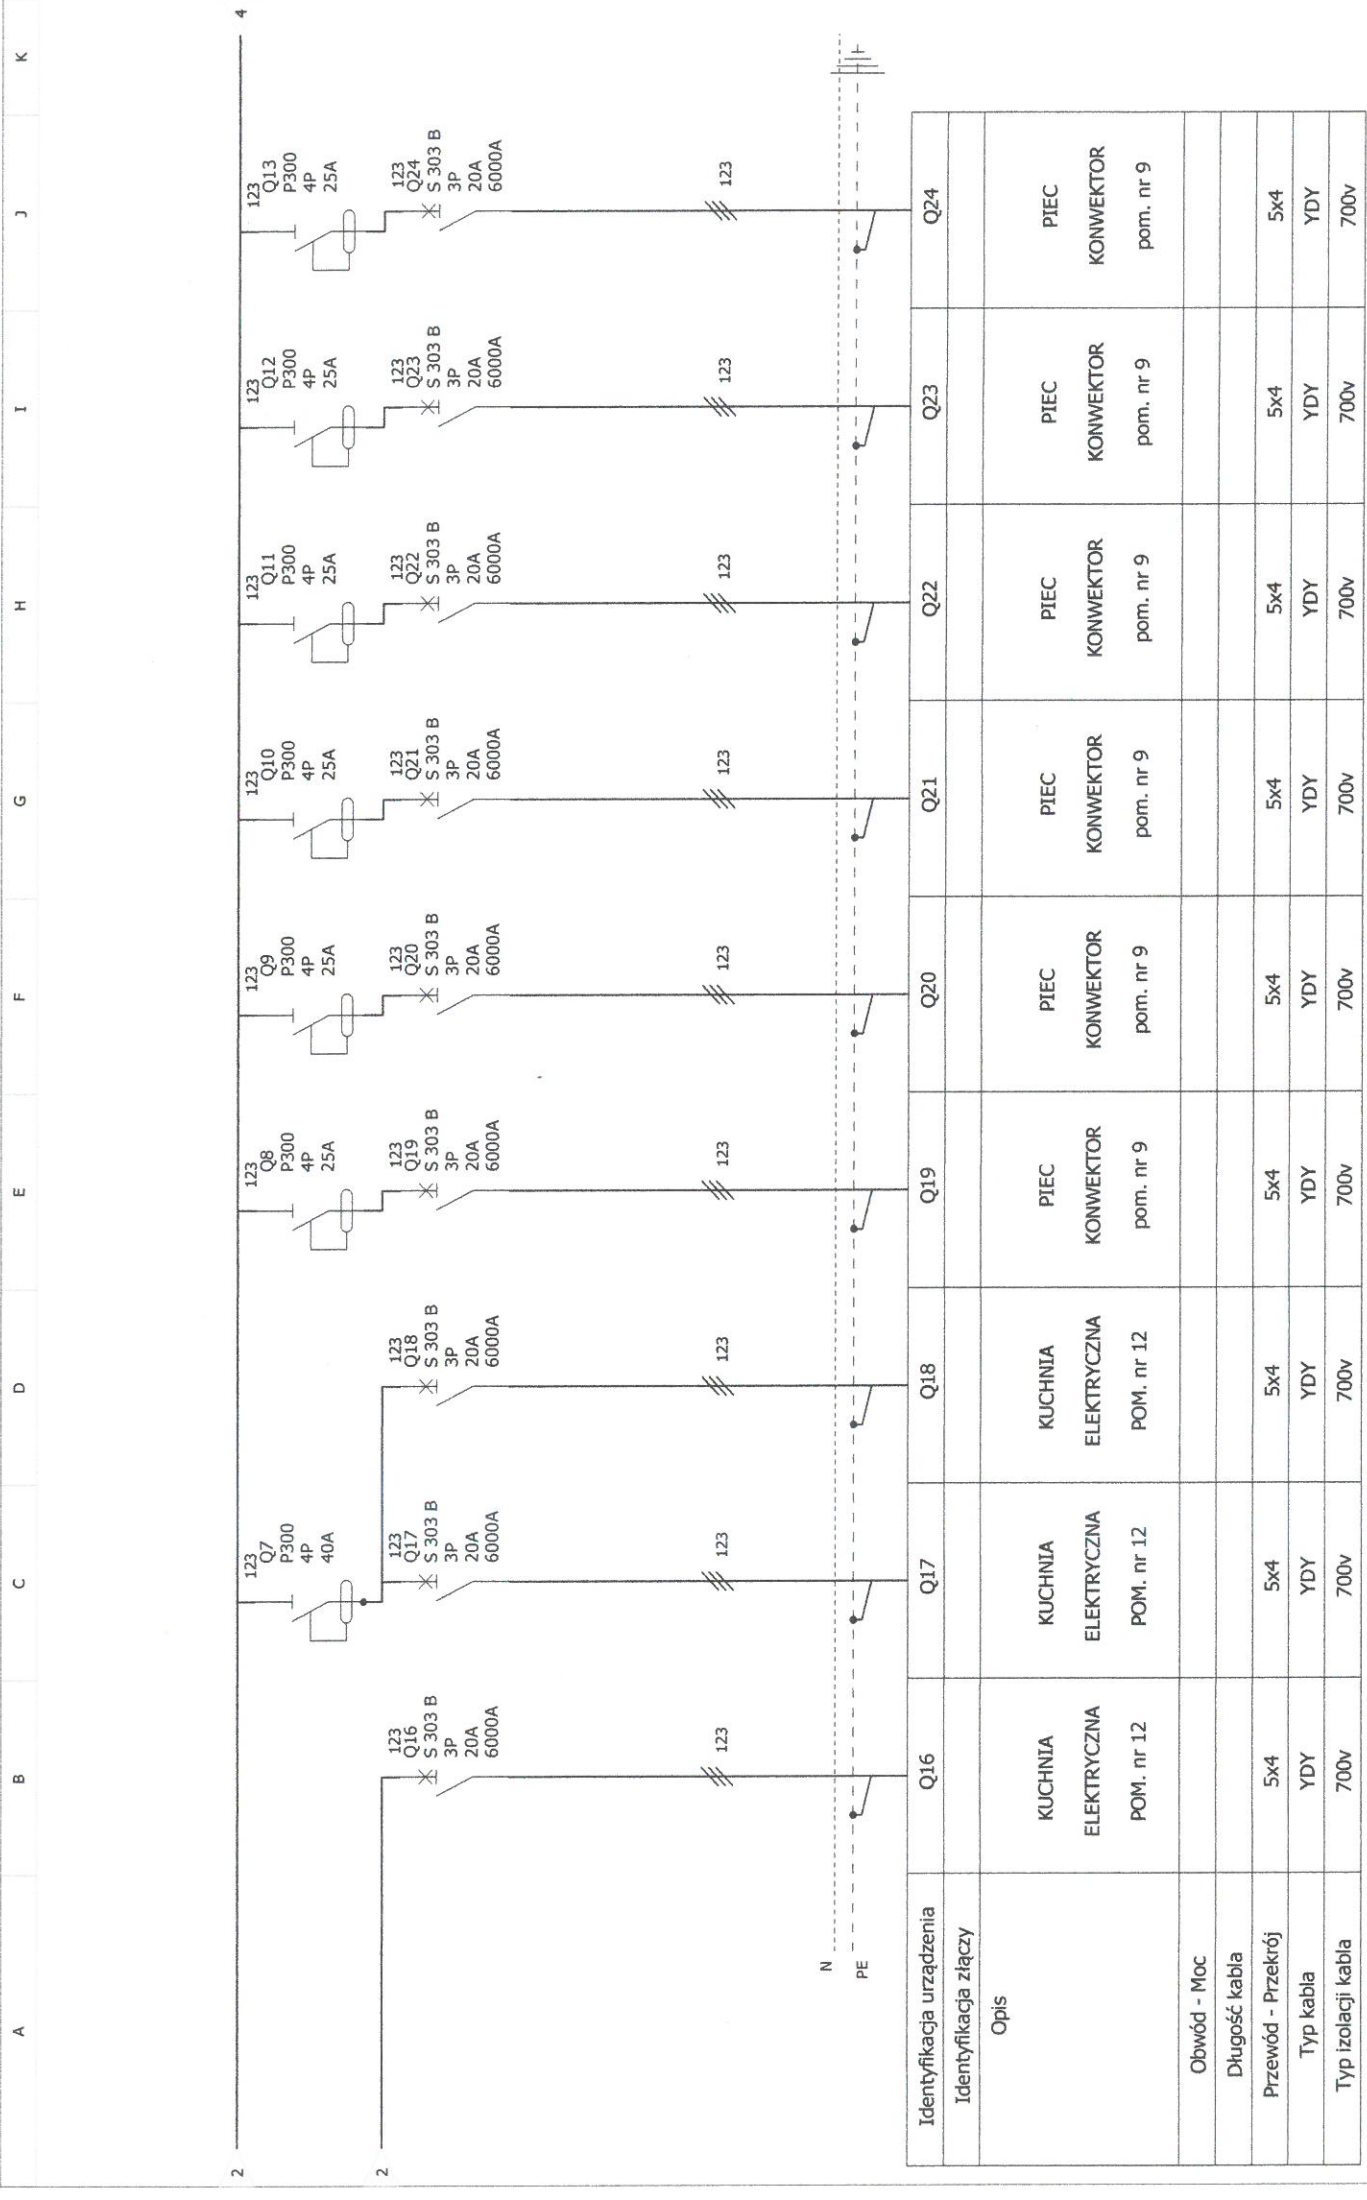 A B C D E F G H I J K
2 4
123
Q7
P300
4P
40A
123
Q8
P300
4P
25A
123
Q9
P300
4P
25A
123
Q10
P300
4P
25A
123
Q11
P300
4P
25A
123
Q12
P300
4P
25A
123
Q13
P300
4P
25A
2
123
Q16
S 303 B
3P
20A
6000A
123
Q17
S 303 B
3P
20A
6000A
123
Q18
S 303 B
3P
20A
6000A
123
Q19
S 303 B
3P
20A
6000A
123
Q20
S 303 B
3P
20A
6000A
123
Q21
S 303 B
3P
20A
6000A
123
Q22
S 303 B
3P
20A
6000A
123
Q23
S 303 B
3P
20A
6000A
123
Q24
S 303 B
3P
20A
6000A
123 123 123 123 123 123 123 123 123
N
PE
Identyfikacja urządzenia Q16 Q17 Q18 Q19 Q20 Q21 Q22 Q23 Q24
Identyfikacja złączy
Opis
KUCHNIA KUCHNIA KUCHNIA PIEC PIEC PIEC PIEC PIEC PIEC
ELEKTRYCZNA ELEKTRYCZNA ELEKTRYCZNA KONWEKTOR KONWEKTOR KONWEKTOR KONWEKTOR KONWEKTOR KONWEKTOR
POM. nr 12 POM. nr 12 POM. nr 12 pom. nr 9 pom. nr 9 pom. nr 9 pom. nr 9 pom. nr 9 pom. nr 9
Obwód - Moc
Długość kabla
Przewód - Przekrój 5x4 5x4 5x4 5x4 5x4 5x4 5x4 5x4 5x4
Typ kabla YDY YDY YDY YDY YDY YDY YDY YDY YDY
Typ izolacji kabla 700v 700v 700v 700v 700v 700v 700v 700v 700v